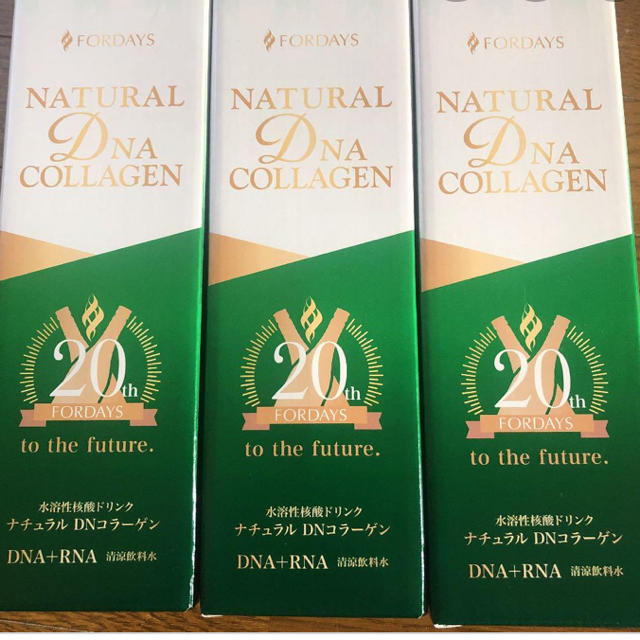 FORDAYS
NATURAL
DNA
COLLAGEN
20th
FORDAYS
to the future.
水溶性核酸ドリンク
ナチュラル DNコラーゲン
DNA+RNA 清涼飲料水
FORDAYS
NATURAL
DNA
COLLAGEN
20th
FORDAYS
to the future.
水溶性核酸ドリンク
ナチュラル DNコラーゲン
DNA+RNA 清涼飲料水
FORDAYS
NATURAL
DNA
COLLAGEN
20th
FORDAYS
to the future.
水溶性核酸ドリンク
ナチュラル DNコラーゲン
DNA+RNA 清涼飲料水